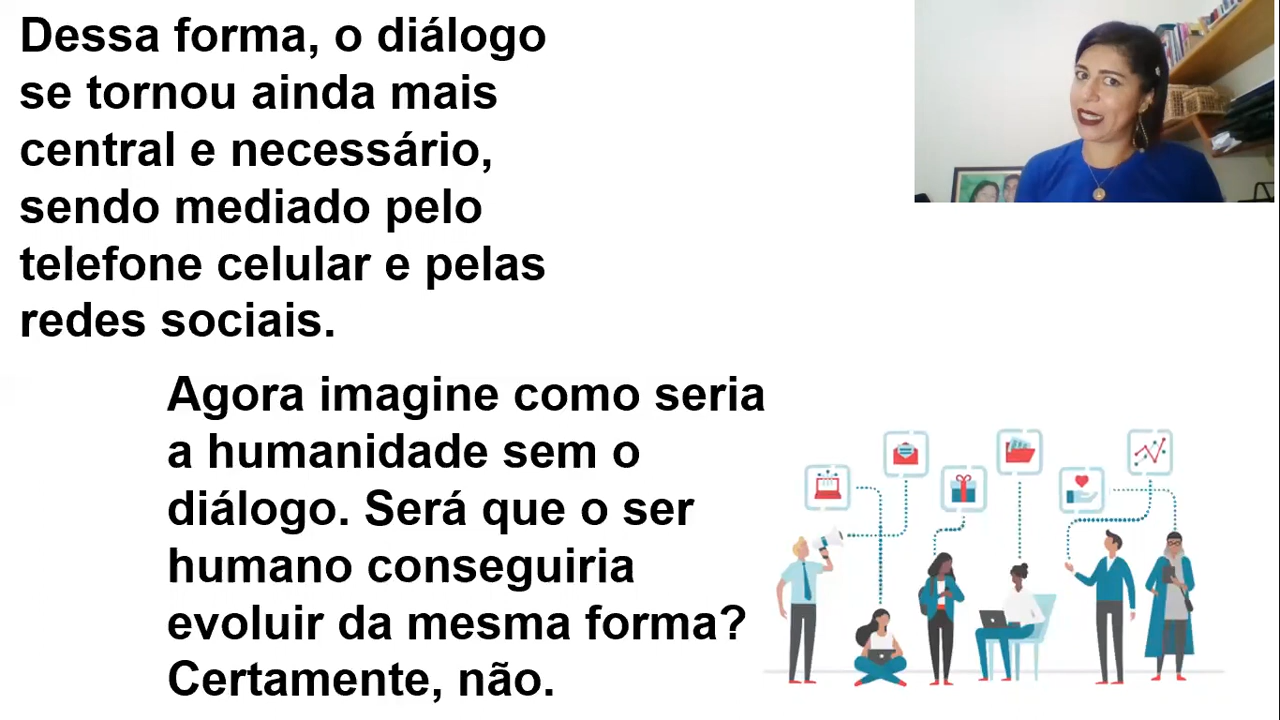 Dessa forma, o diálogo
se tornou ainda mais
central e necessário,
sendo mediado pelo
telefone celular e pelas
redes sociais.
Agora imagine como seria
a humanidade sem o
diálogo. Será que o ser
humano conseguiria
evoluir da mesma forma?
Certamente, não.